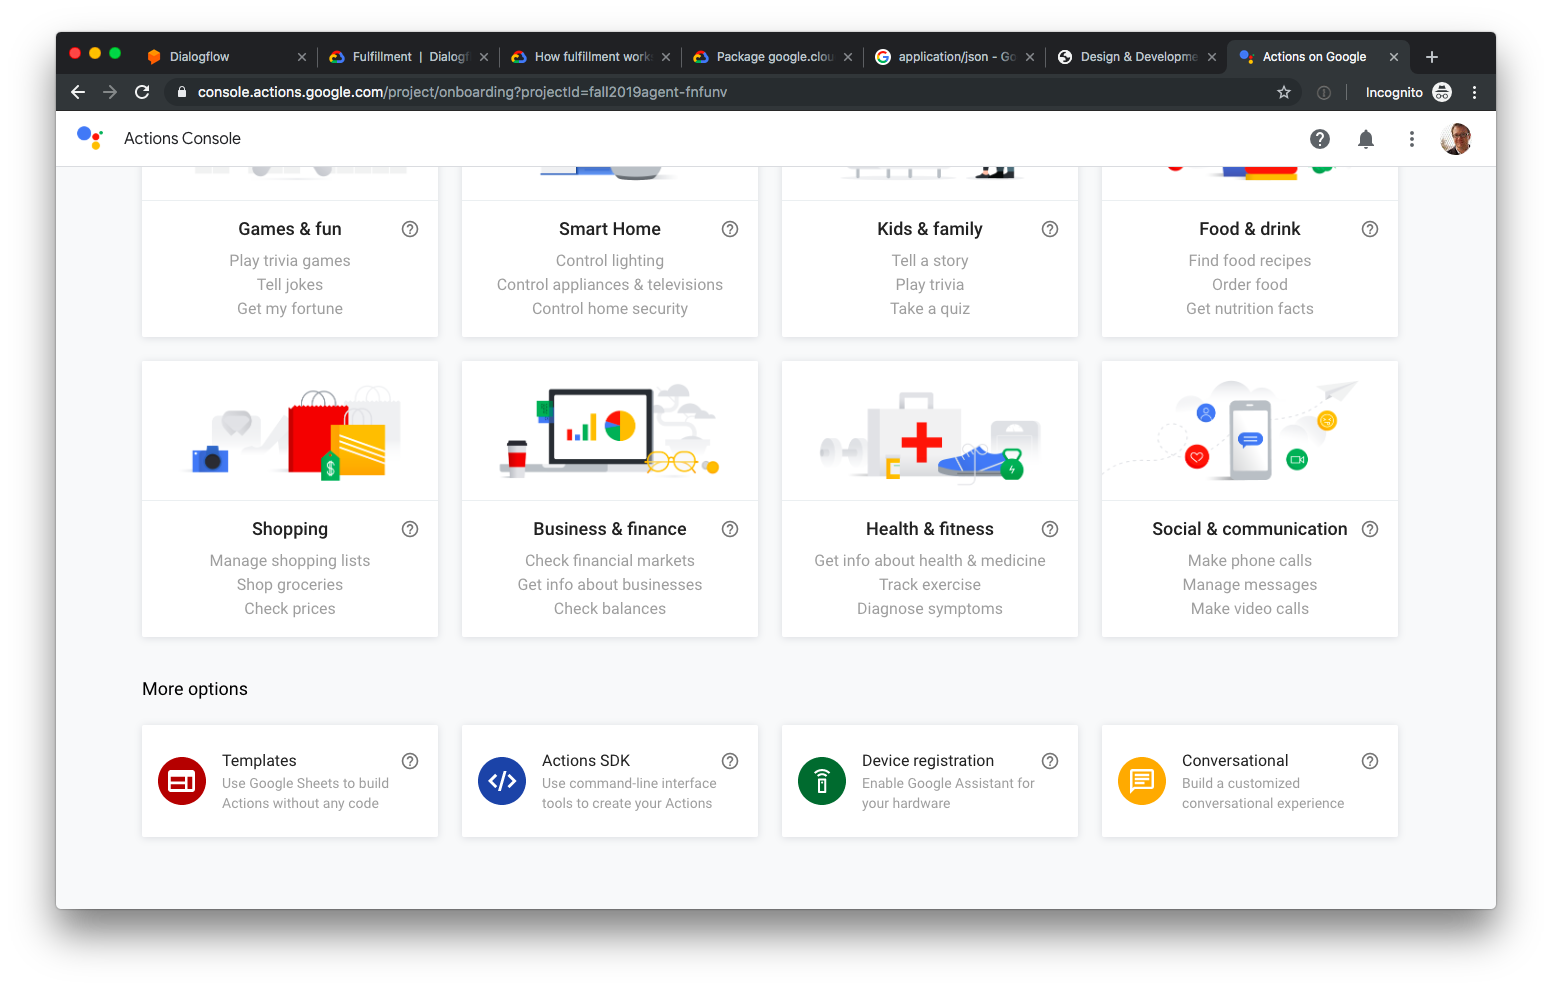 Dialogflow
Fulfillment | Dialogf
How fulfillment work
Package google.clou
application/json - Go
Design & Developme
Actions on Google
console.actions.google.com/project/onboarding?projectId=fall2019agent-fnfunv
Incognito
Actions Console
Games & fun
Play trivia games
Tell jokes
Get my fortune
Smart Home
Control lighting
Control appliances & televisions
Control home security
Kids & family
Tell a story
Play trivia
Take a quiz
Food & drink
Find food recipes
Order food
Get nutrition facts
$
Shopping
Manage shopping lists
Shop groceries
Check prices
Business & finance
Check financial markets
Get info about businesses
Check balances
Health & fitness
Get info about health & medicine
Track exercise
Diagnose symptoms
Social & communication
Make phone calls
Manage messages
Make video calls
More options
Templates
Use Google Sheets to build
Actions without any code
Actions SDK
Use command-line interface
tools to create your Actions
Device registration
Enable Google Assistant for
your hardware
Conversational
Build a customized
conversational experience